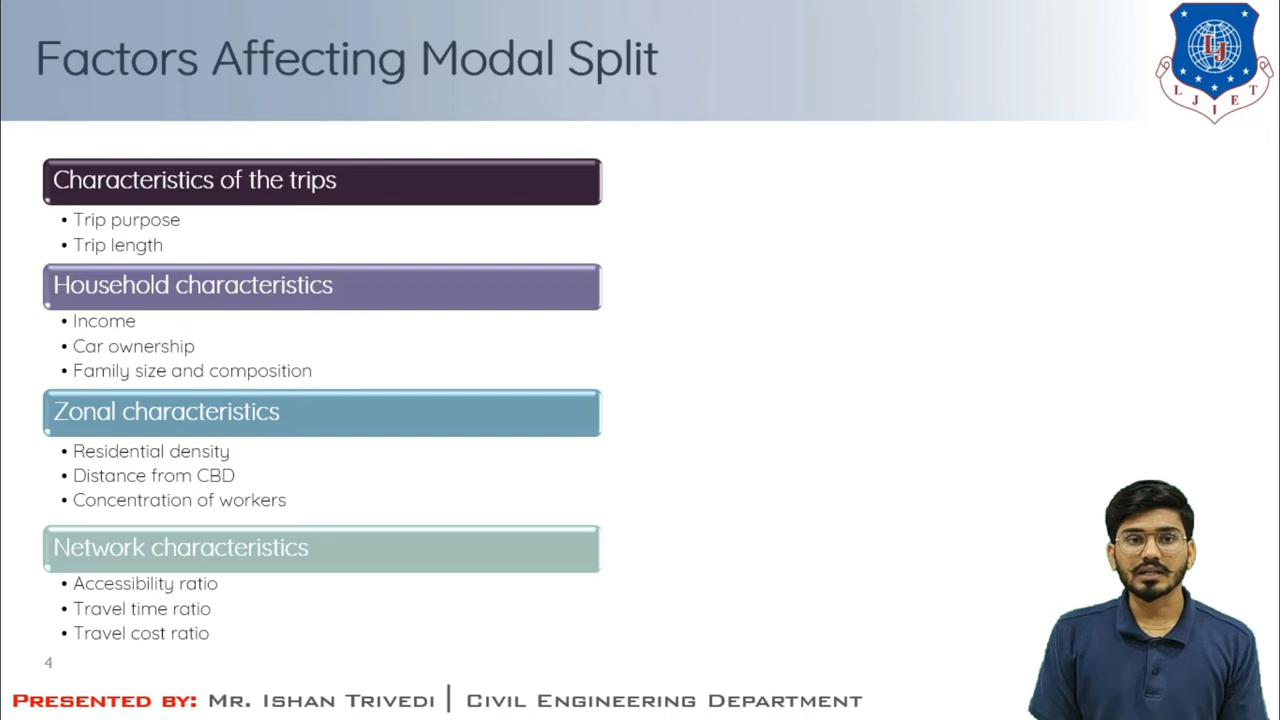 Factors Affecting Modal Split
LJ
L J I E T
Characteristics of the trips
• Trip purpose
• Trip length
Household characteristics
• Income
• Car ownership
• Family size and composition
Zonal characteristics
• Residential density
• Distance from CBD
• Concentration of workers
Network characteristics
• Accessibility ratio
• Travel time ratio
• Travel cost ratio
4
Presented by: Mr. Ishan Trivedi | Civil Engineering Department